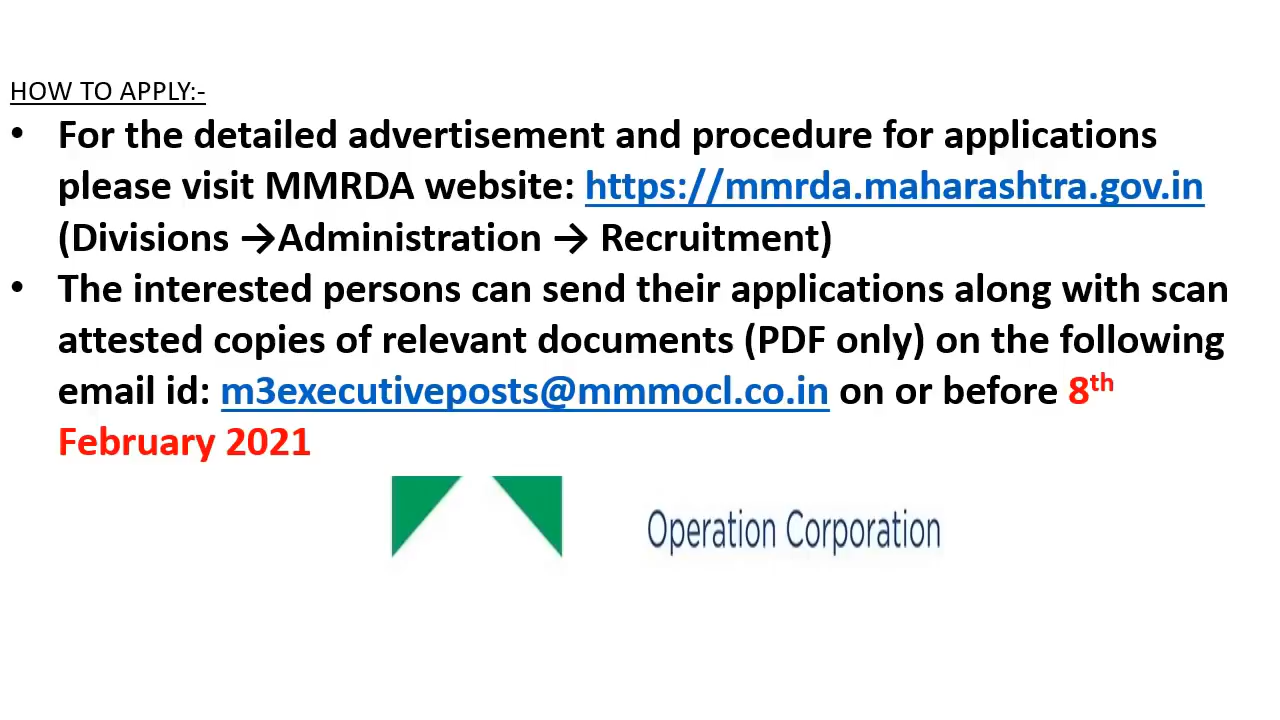 HOW TO APPLY:-
• For the detailed advertisement and procedure for applications
please visit MMRDA website: https://mmrda.maharashtra.gov.in
(Divisions →Administration → Recruitment)
• The interested persons can send their applications along with scan
attested copies of relevant documents (PDF only) on the following
email id: m3executiveposts@mmmocl.co.in on or before 8th
February 2021
Operation Corporation